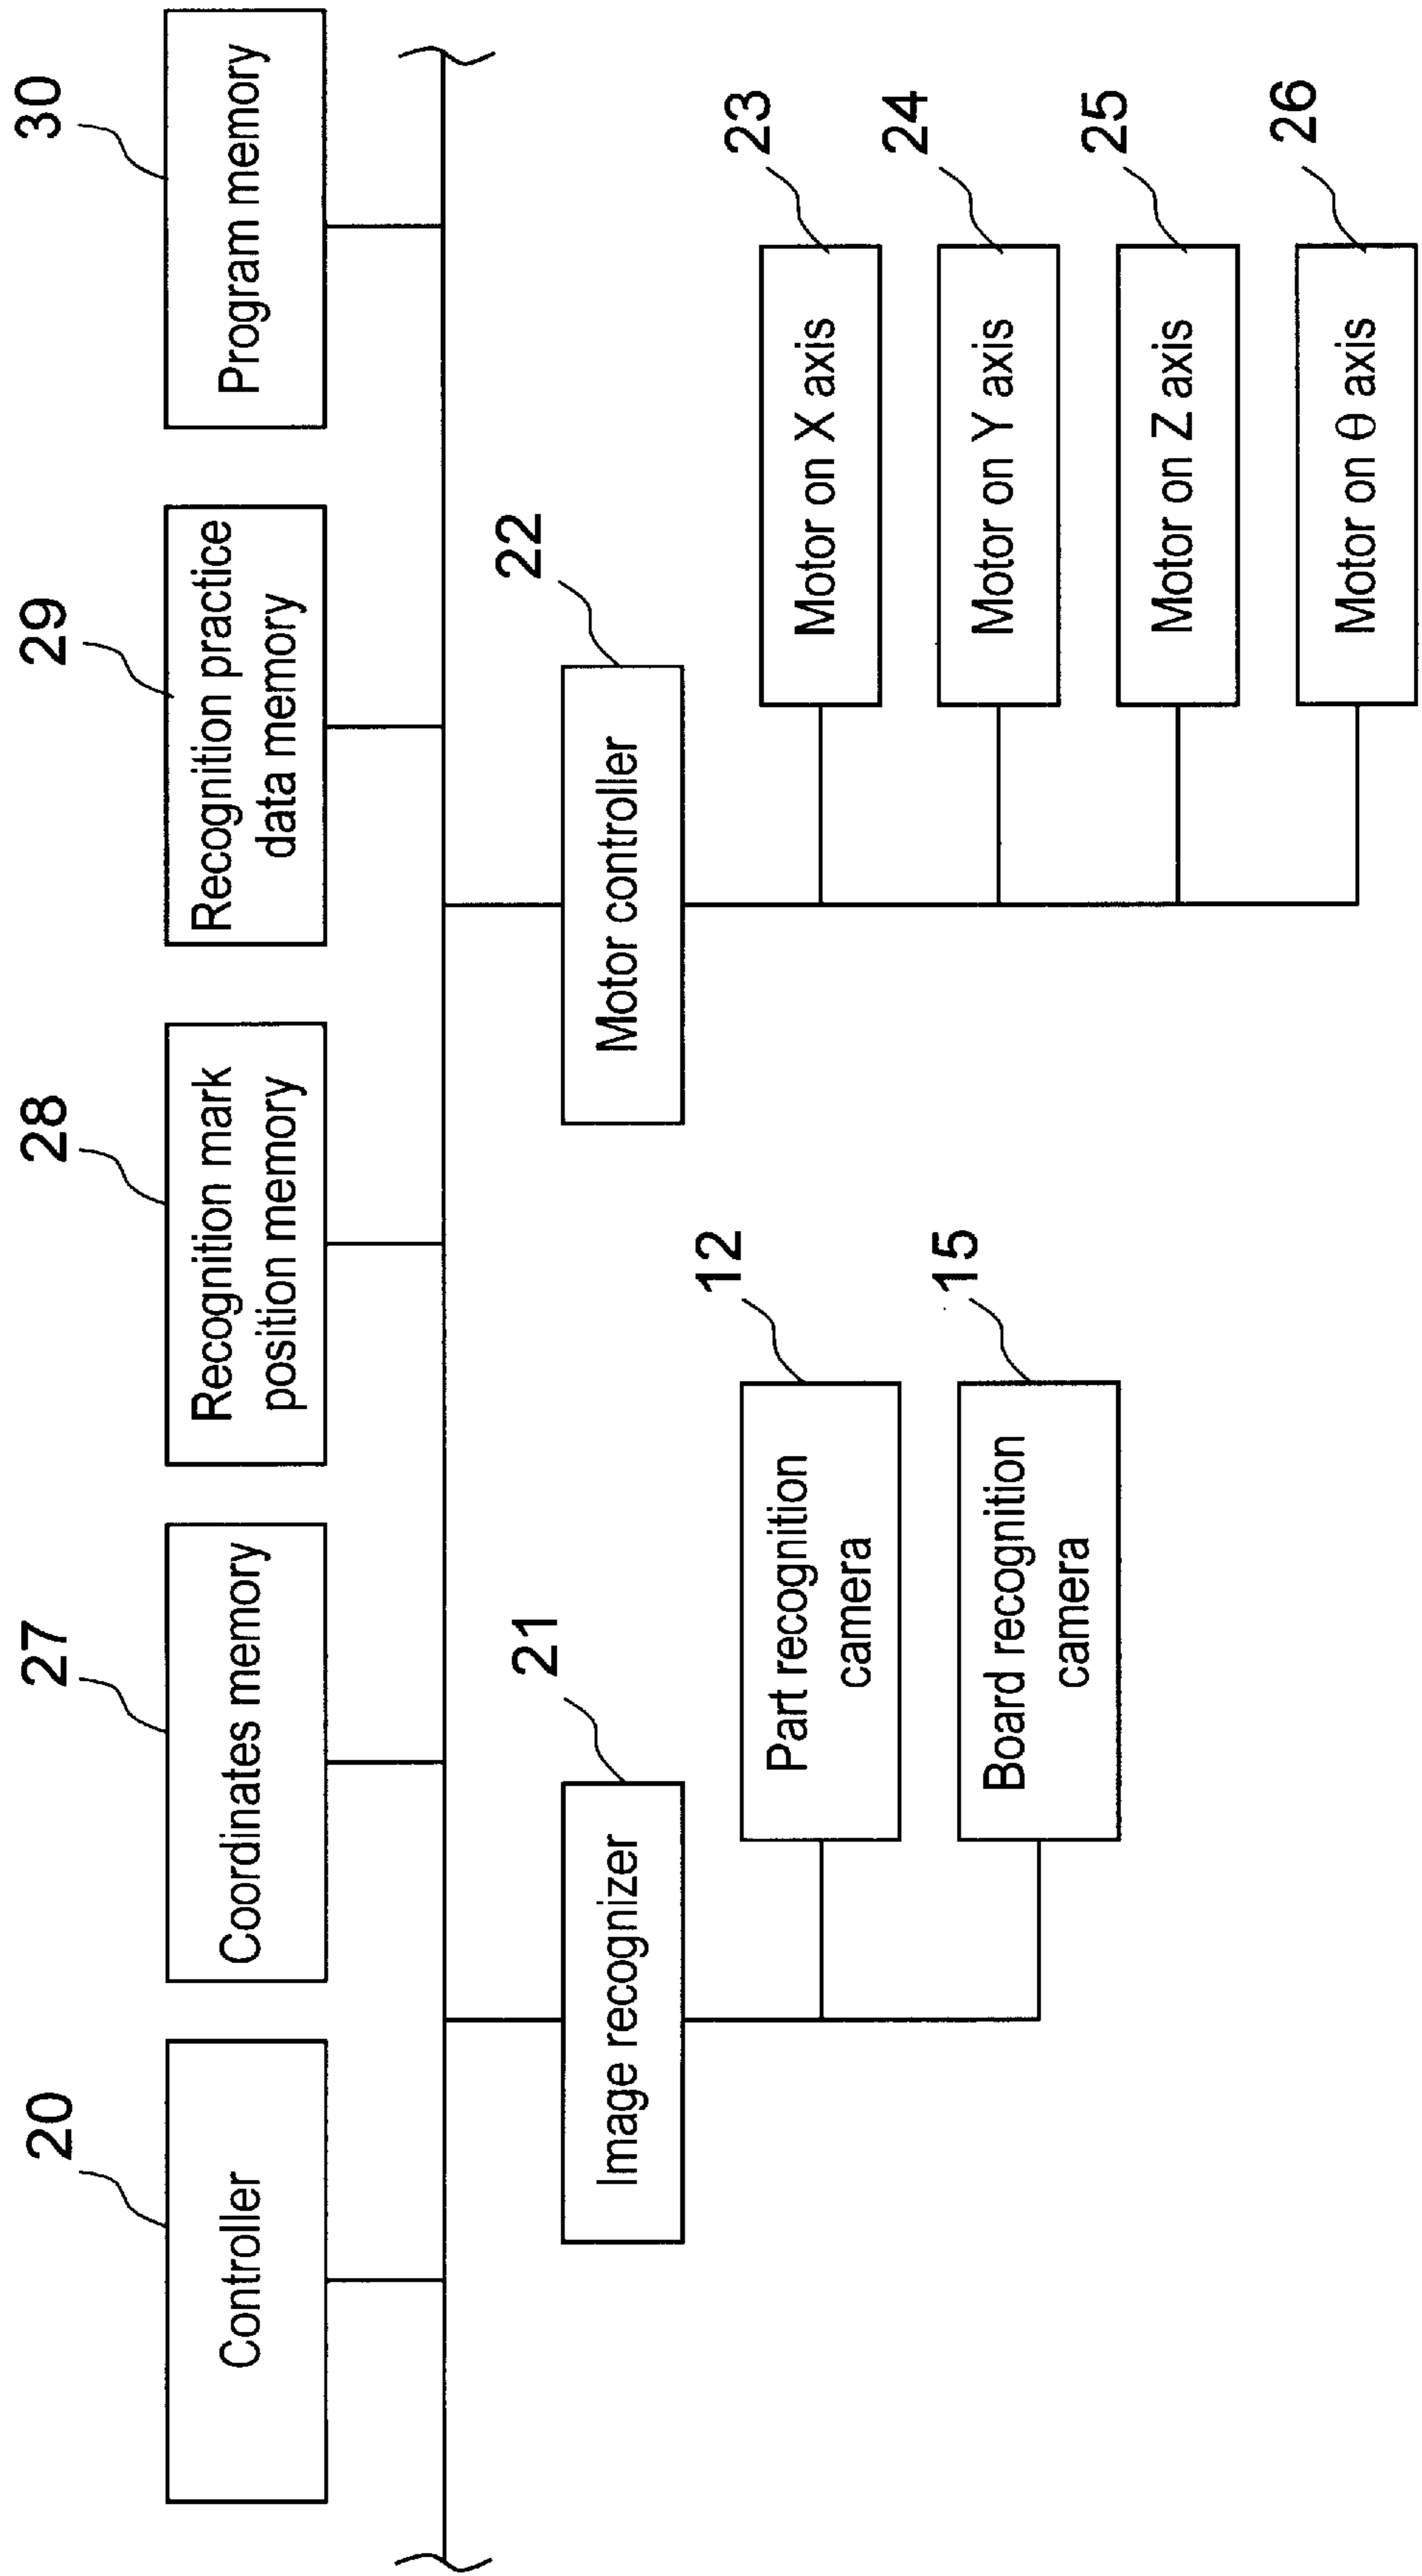 20
27
28
29
30
Controller
Coordinates memory
Recognition mark
position memory
Recognition practice
data memory
Program memory
21
22
Image recognizer
Motor controller
12
23
Part recognition
camera
Motor on X axis
15
24
Board recognition
camera
Motor on Y axis
25
Motor on Z axis
26
Motor on θ axis